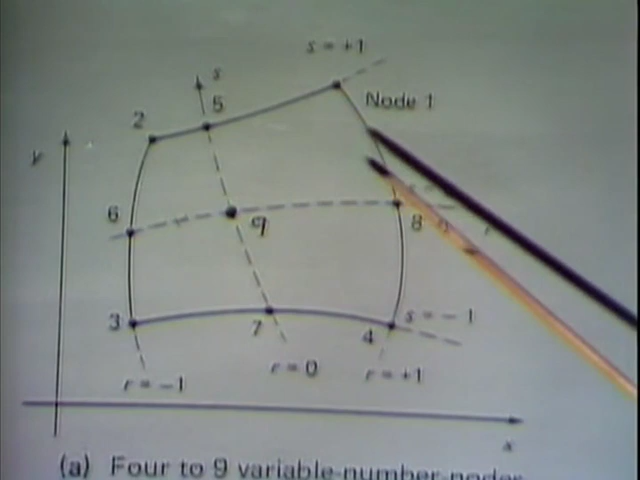 s = +1
s
Node 1
5
2
y
6
9
8
s = 0
3
7
4
s = - 1
r = -1
r = 0
r = +1
x
(a) Four to 9 variable-number-nodes